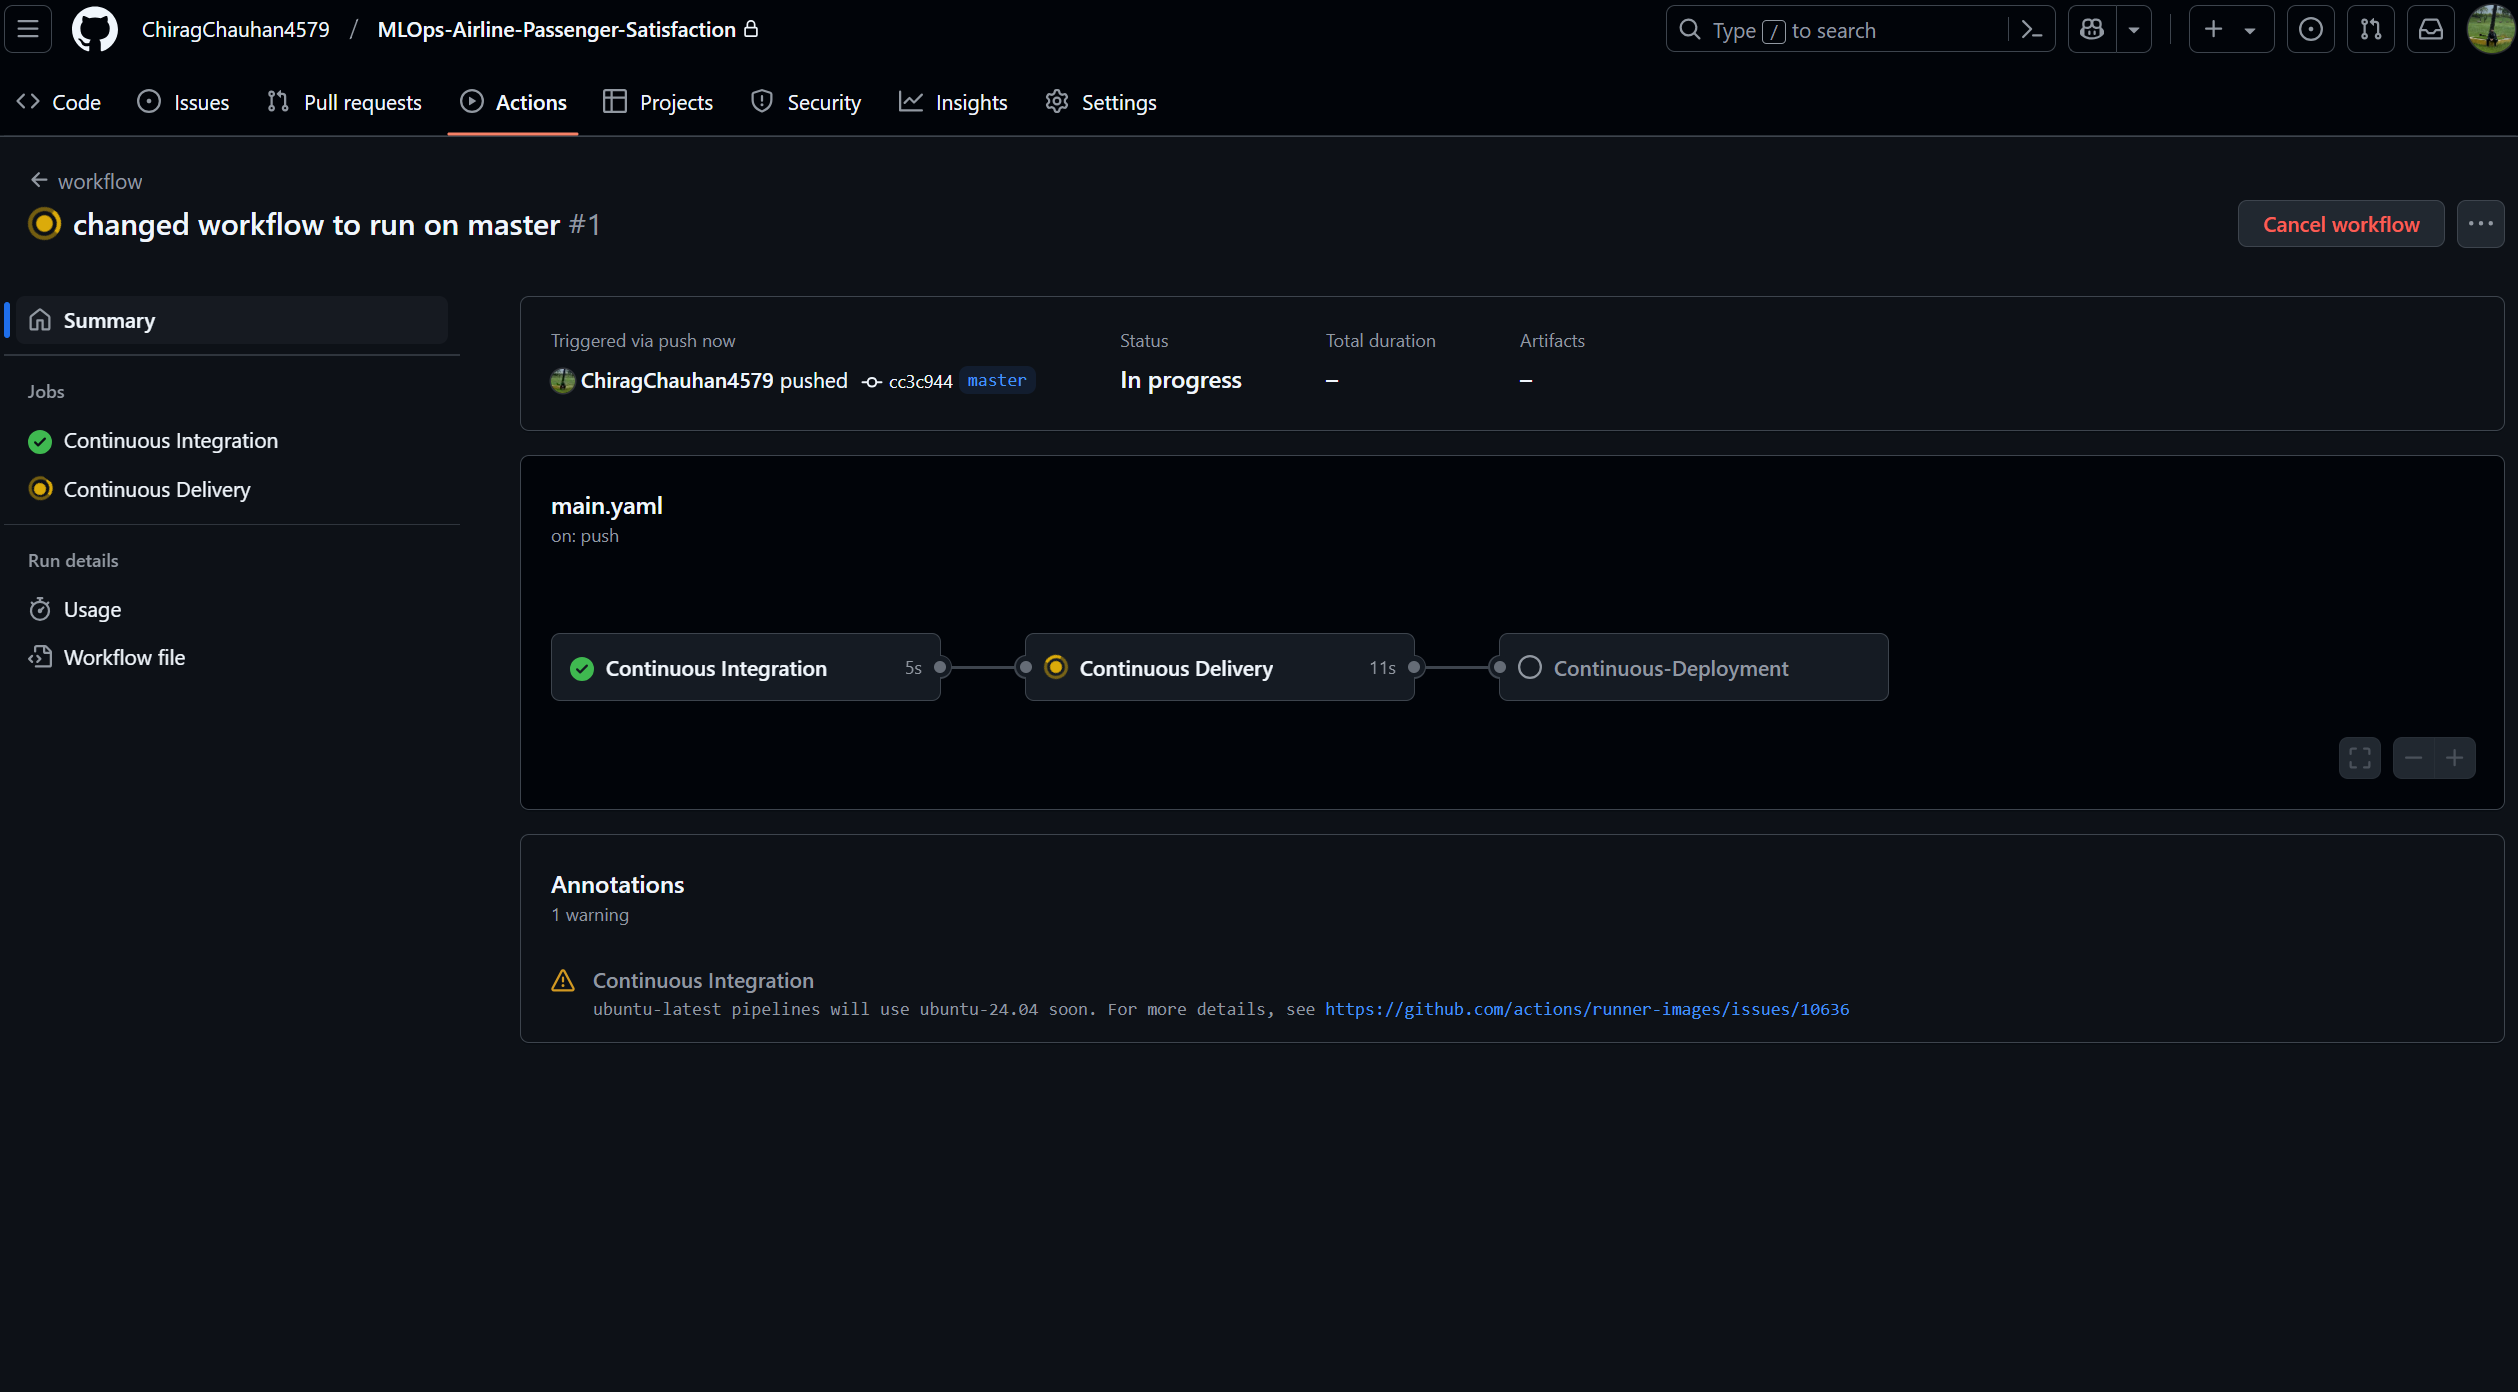 ChiragChauhan4579 / MLOps-Airline-Passenger-Satisfaction
Type / to search
Code Issues Pull requests Actions Projects Security Insights Settings
workflow
changed workflow to run on master #1
Cancel workflow
Summary
Jobs
Continuous Integration
Continuous Delivery
Run details
Usage
Workflow file
Triggered via push now
ChiragChauhan4579 pushed cc3c944 master
Status
In progress
Total duration
–
Artifacts
–
main.yaml
on: push
Continuous Integration 5s
Continuous Delivery 11s
Continuous-Deployment
Annotations
1 warning
Continuous Integration
ubuntu-latest pipelines will use ubuntu-24.04 soon. For more details, see https://github.com/actions/runner-images/issues/10636